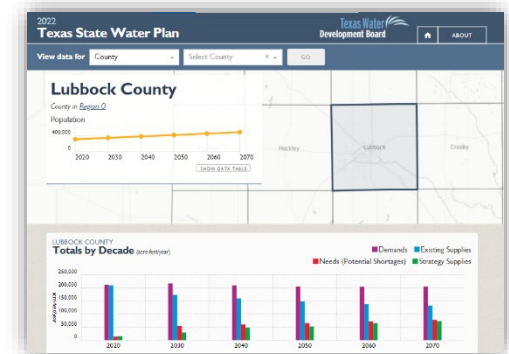 2022
Texas State Water Plan
Texas Water
Development Board
ABOUT
View data for County Select County × GO
Lubbock County
County in Region O
Population
400,000
0
2020 2030 2040 2050 2060 2070
SHOW DATA TABLE
Hockley Lubbock Crosby
LUBBOCK COUNTY
Totals by Decade (acre-feet/year)
Demands Existing Supplies
Needs (Potential Shortages) Strategy Supplies
250,000
200,000
150,000
100,000
50,000
0
acre-feet/year
2020 2030 2040 2050 2060 2070